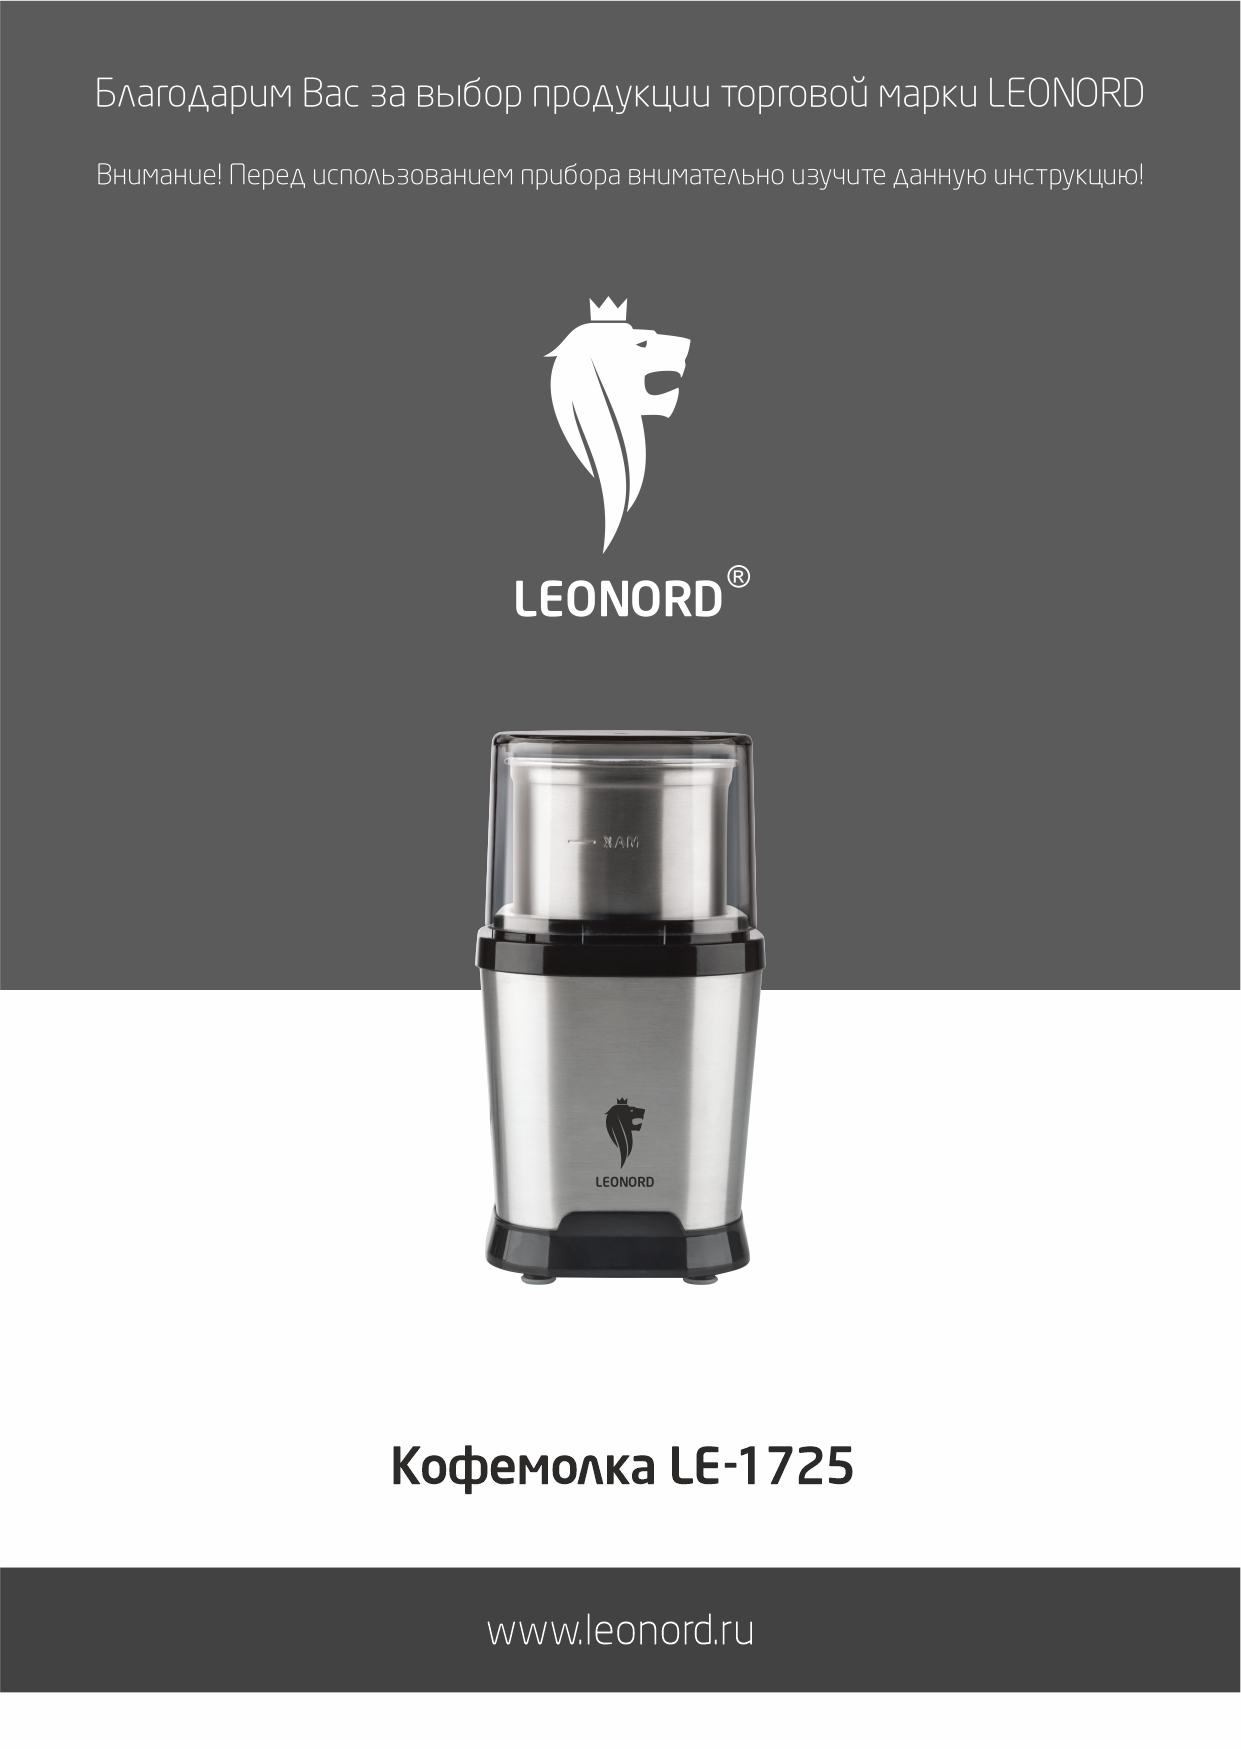 Благодарим Вас за выбор продукции торговой марки LEONORD
Внимание! Перед использованием прибора внимательно изучите данную инструкцию!
LEONORD®
MAX
LEONORD
Кофемолка LE-1725
www.leonord.ru